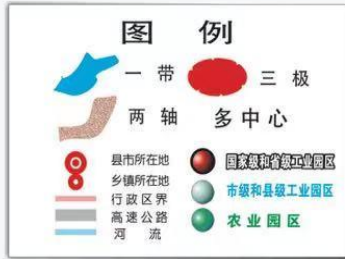 图 例
一 带
三 极
两 轴
多中心
县市所在地
国家级和省级工业园区
乡镇所在地
市级和县级工业园区
行政区界
高速公路
农业园区
河 流